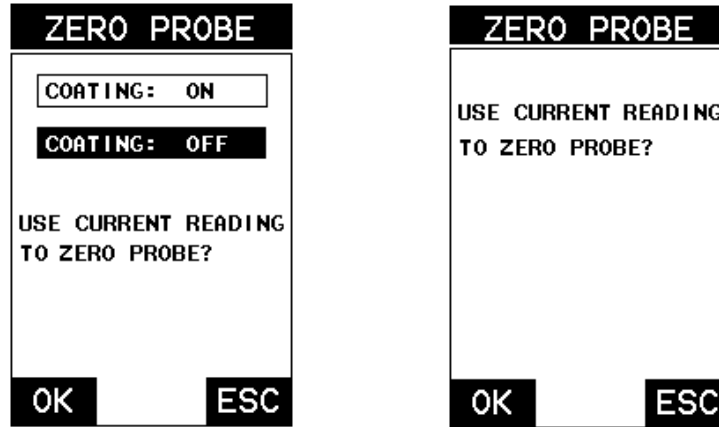 ZERO PROBE
COATING: ON
COATING: OFF
USE CURRENT READING
TO ZERO PROBE?
OK ESC
ZERO PROBE
USE CURRENT READING
TO ZERO PROBE?
OK ESC